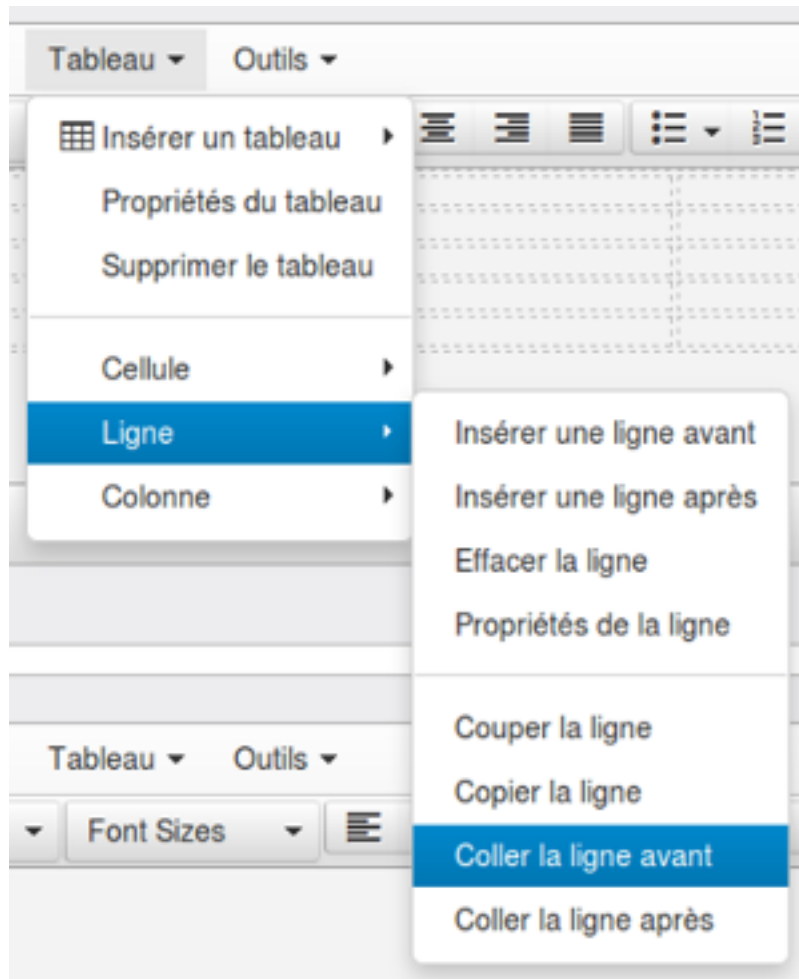 Tableau Outils
Insérer un tableau
Propriétés du tableau
Supprimer le tableau
Cellule
Ligne
Colonne
Insérer une ligne avant
Insérer une ligne après
Effacer la ligne
Propriétés de la ligne
Couper la ligne
Copier la ligne
Coller la ligne avant
Coller la ligne après
Tableau Outils
Font Sizes